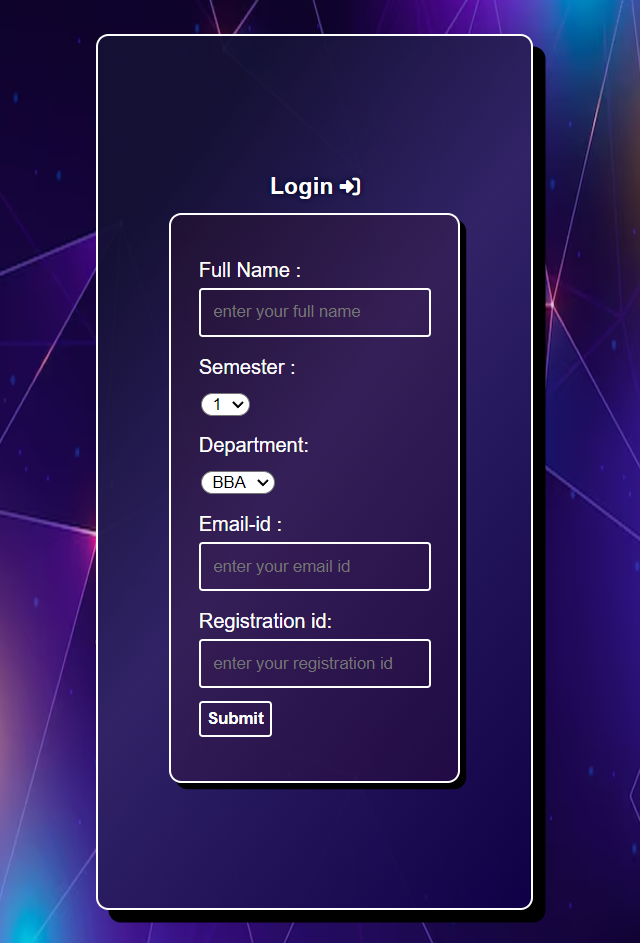 Login
Full Name :
enter your full name
Semester :
1
Department:
BBA
Email-id :
enter your email id
Registration id:
enter your registration id
Submit